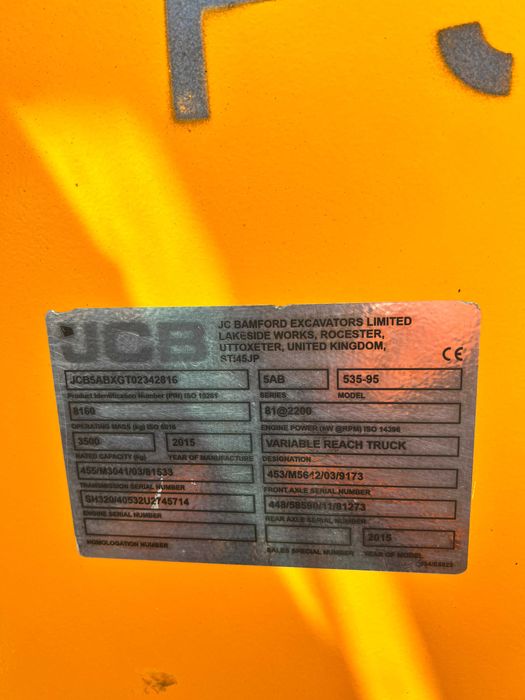 JCB
JC BAMFORD EXCAVATORS LIMITED
LAKESIDE WORKS, ROCESTER,
UTTOXETER, UNITED KINGDOM,
ST145JP
CE
JCB5ABXGT02342816
5AB
535-95
Product Identification Number (PIN) ISO 10261
SERIES
MODEL
8160
81@2200
OPERATING MASS (kg) ISO 6016
ENGINE POWER (kW @RPM) ISO 14396
3500
2015
VARIABLE REACH TRUCK
RATED CAPACITY (kg)
YEAR OF MANUFACTURE
DESIGNATION
455/M3041/03/81533
453/M5642/03/9173
TRANSMISSION SERIAL NUMBER
FRONT AXLE SERIAL NUMBER
SH320/40532U2745714
448/58590/11/91273
ENGINE SERIAL NUMBER
REAR AXLE SERIAL NUMBER
2015
HOMOLOGATION NUMBER
SALES SPECIAL NUMBER
YEAR OF MODEL